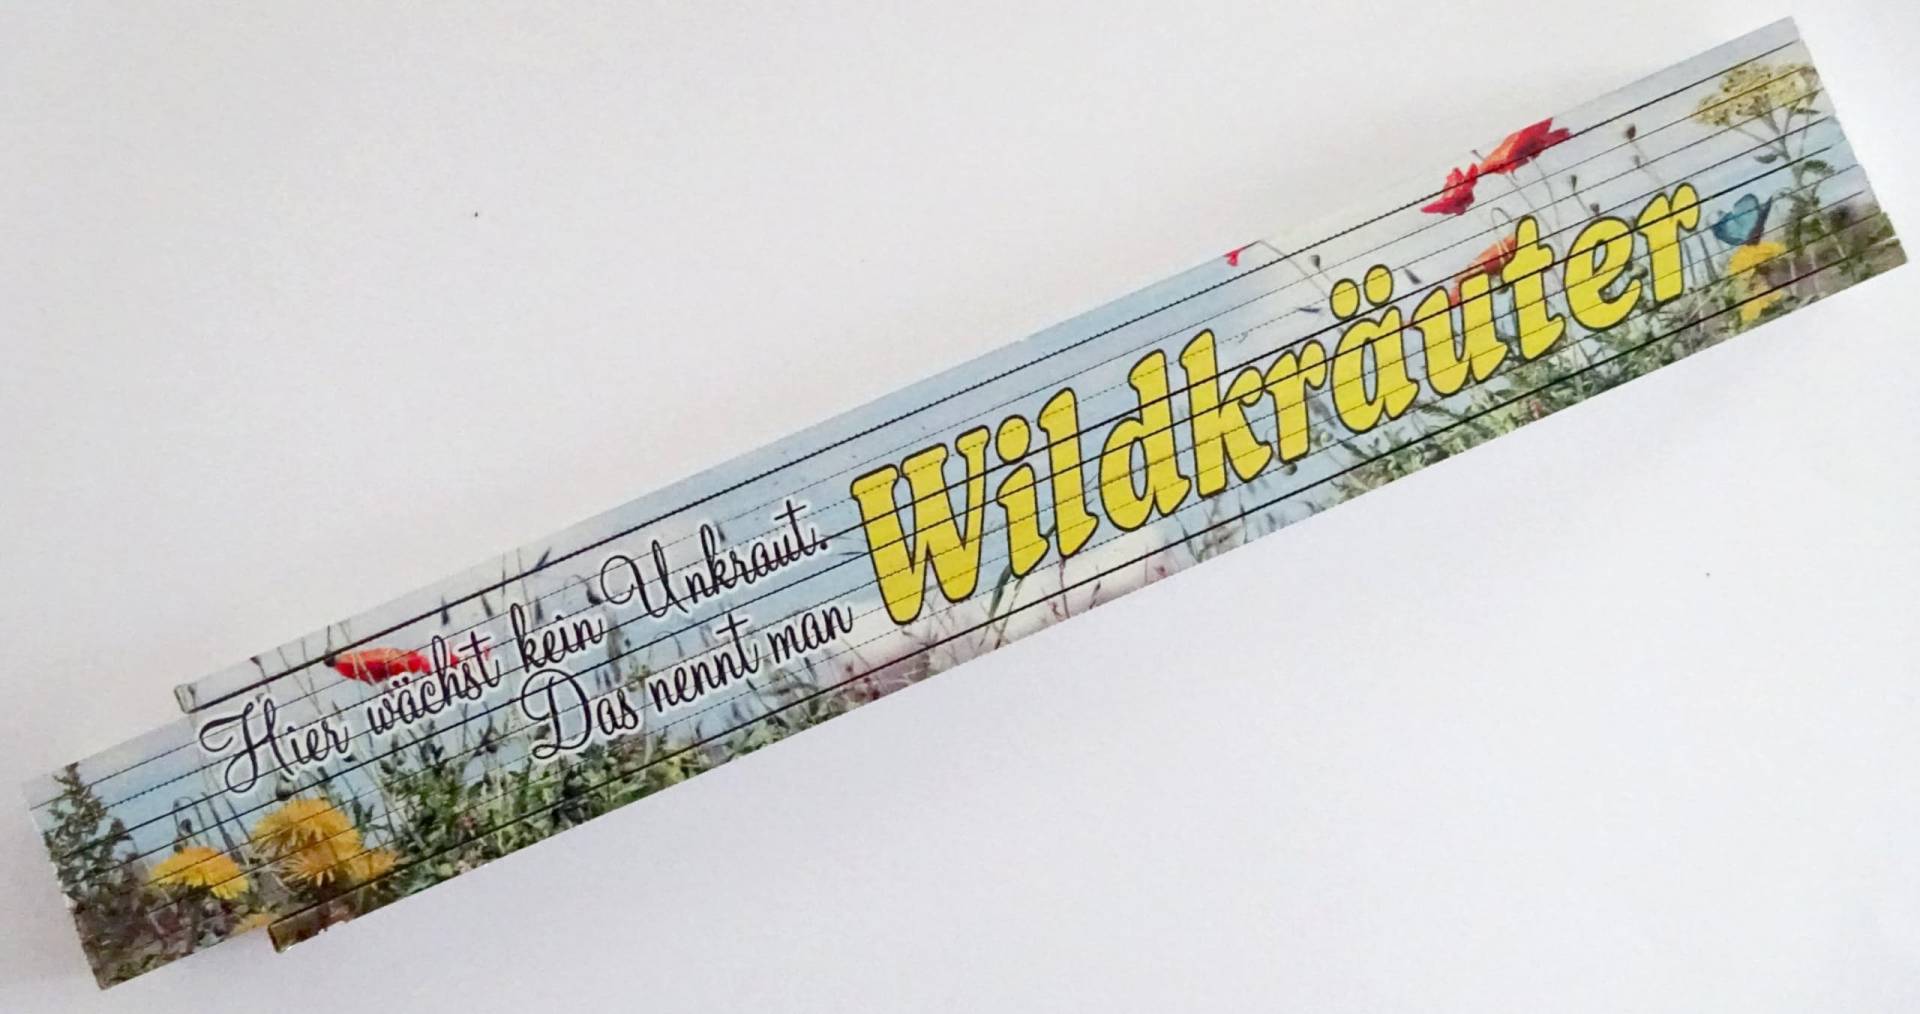 Hier wächst kein Unkraut.
Das nennt man Wildkräuter